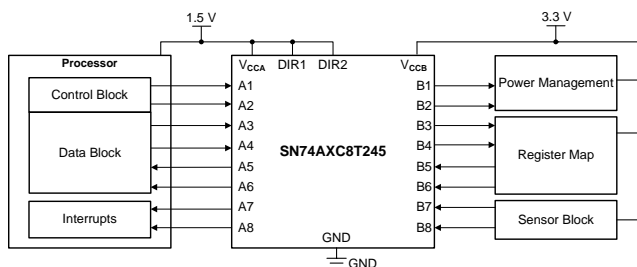 1.5 V
3.3 V
Processor
Control Block
Data Block
Interrupts
VCCA DIR1 DIR2 VCCB
A1
A2
A3
A4
A5
A6
A7
A8
SN74AXC8T245
B1
B2
B3
B4
B5
B6
B7
B8
GND
GND
Power Management
Register Map
Sensor Block